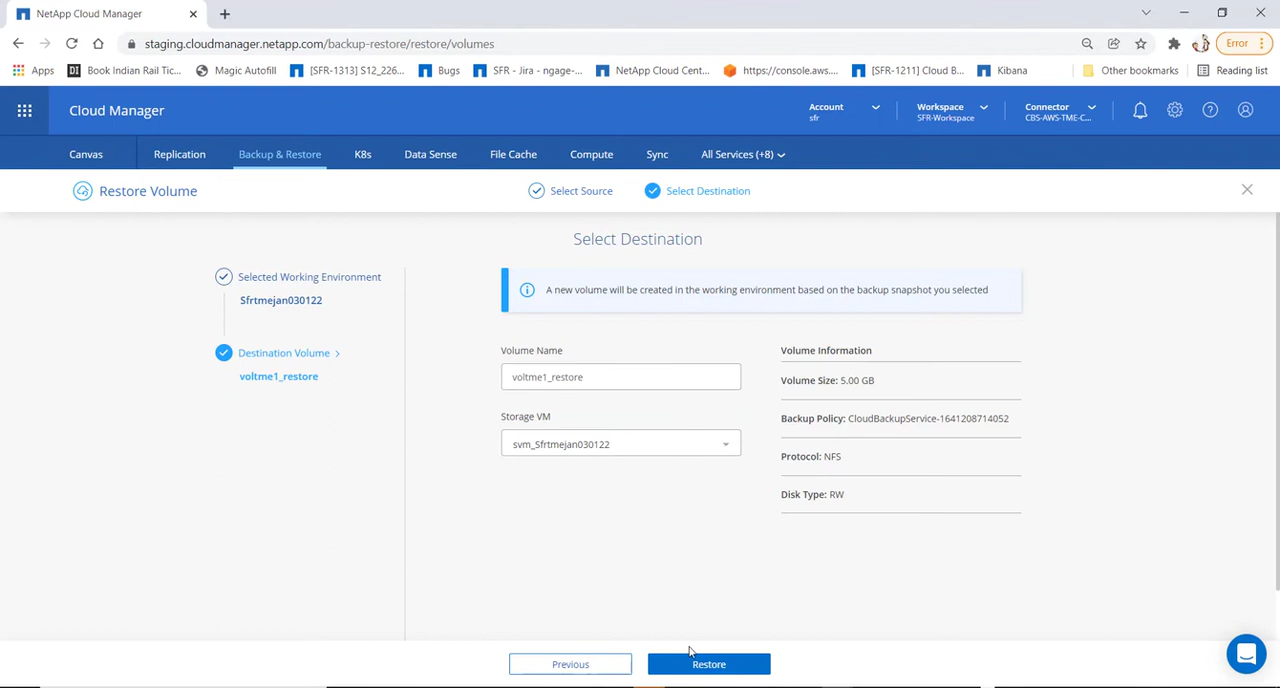 NetApp Cloud Manager
staging.cloudmanager.netapp.com/backup-restore/restore/volumes
Error
Apps
Book Indian Rail Tic...
Magic Autofill
[SFR-1313] S12_226...
Bugs
SFR - Jira - ngage-...
NetApp Cloud Cent...
https://console.aws....
[SFR-1211] Cloud B...
Kibana
Other bookmarks
Reading list
Cloud Manager
Account
sfr
Workspace
SFR-Workspace
Connector
CBS-AWS-TME-C...
Canvas
Replication
Backup & Restore
K8s
Data Sense
File Cache
Compute
Sync
All Services (+8)
Restore Volume
Select Source
Select Destination
Select Destination
Selected Working Environment
Sfrtmejan030122
Destination Volume
voltme1_restore
A new volume will be created in the working environment based on the backup snapshot you selected
Volume Name
voltme1_restore
Storage VM
svm_Sfrtmejan030122
Volume Information
Volume Size: 5.00 GB
Backup Policy: CloudBackupService-1641208714052
Protocol: NFS
Disk Type: RW
Previous
Restore